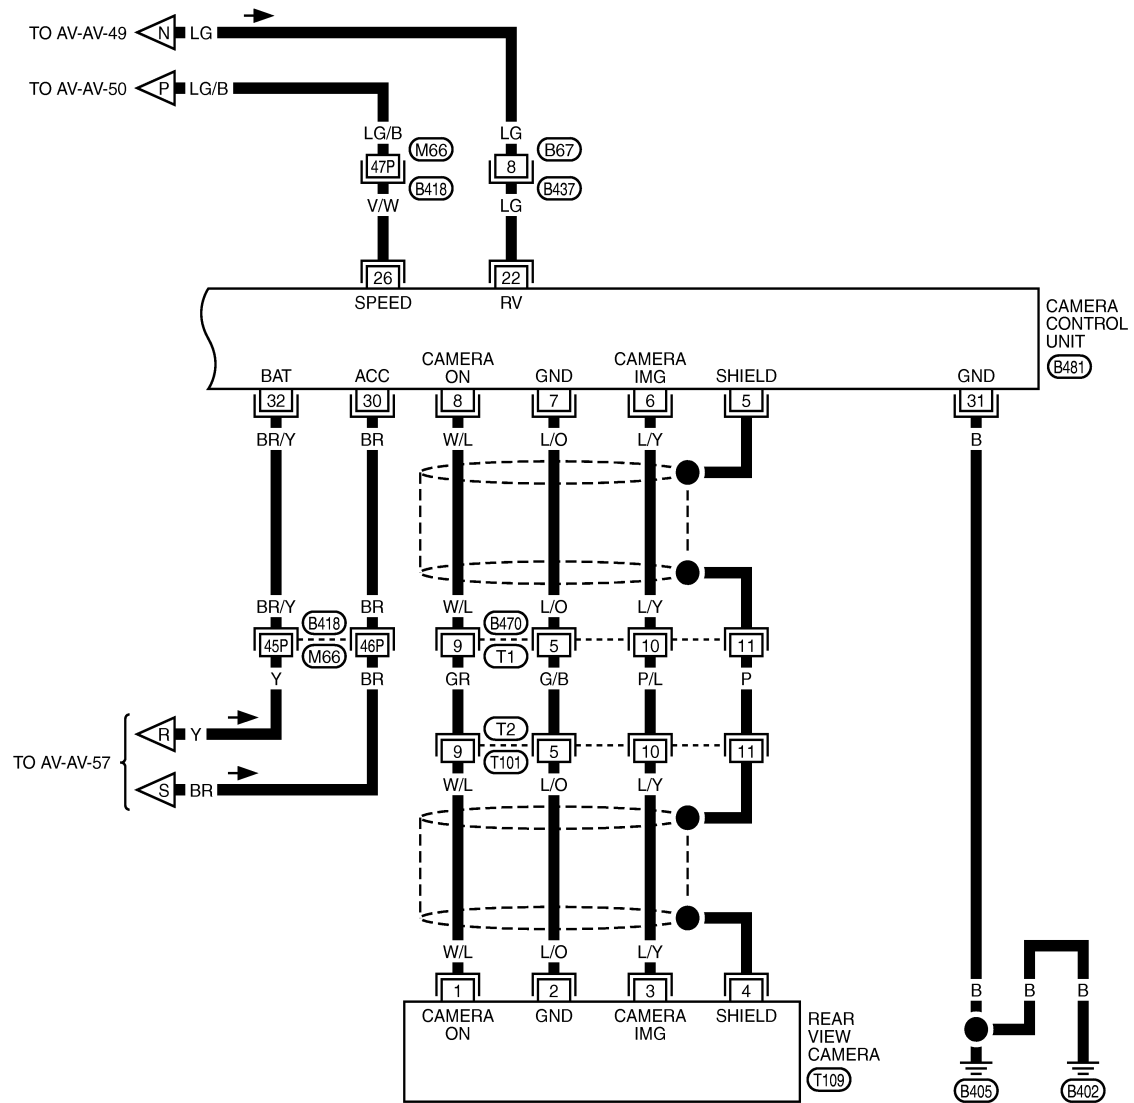 TO AV-AV-49 N LG
TO AV-AV-50 P LG/B
LG/B LG
M66 B67
47P 8
B418 B437
V/W LG
26 22
SPEED RV
CAMERA
CONTROL
UNIT
B481
BAT ACC CAMERA
ON GND CAMERA
IMG SHIELD GND
32 30 8 7 6 5 31
BR/Y BR W/L L/O L/Y B
BR/Y BR W/L L/O L/Y
B418 B470
45P 46P 9 5 10 11
M66 T1
Y BR GR G/B P/L P
R Y
T2
9 5 10 11
T101
TO AV-AV-57
S BR
W/L L/O L/Y
W/L L/O L/Y
1 2 3 4
B B B
CAMERA
ON GND CAMERA
IMG SHIELD
REAR
VIEW
CAMERA
T109
B405 B402